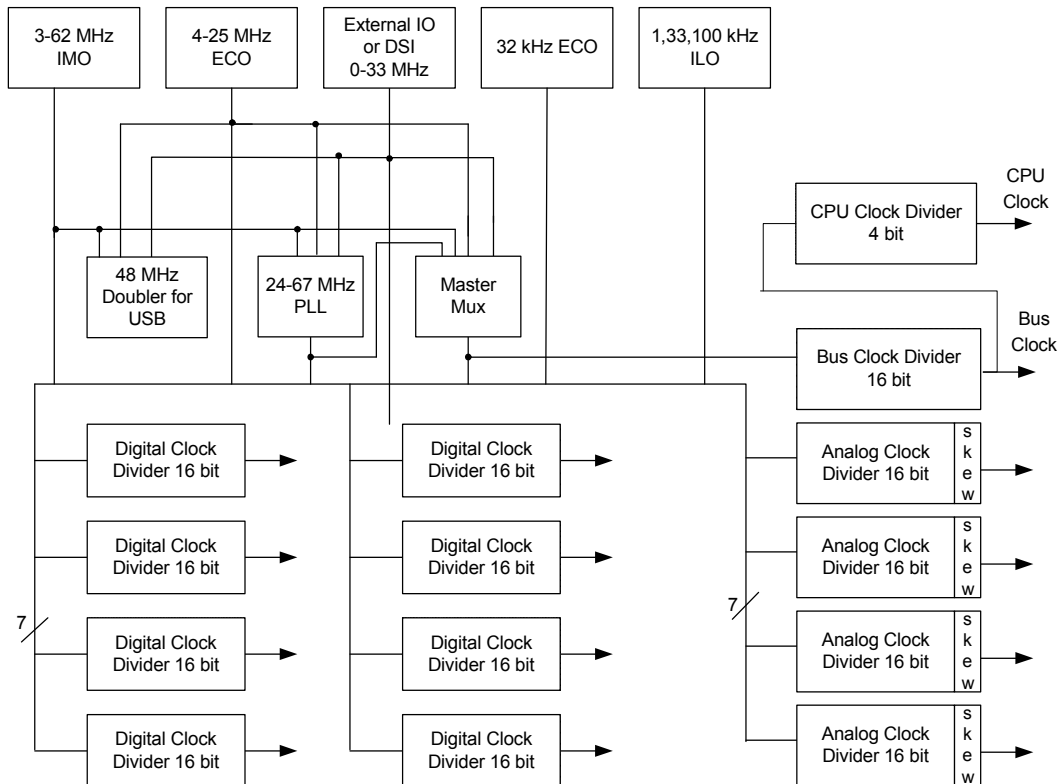 3-62 MHz
IMO
4-25 MHz
ECO
External IO
or DSI
0-33 MHz
32 kHz ECO
1,33,100 kHz
ILO
CPU
Clock
CPU Clock Divider
4 bit
48 MHz
Doubler for
USB
24-67 MHz
PLL
Master
Mux
Bus
Clock
Bus Clock Divider
16 bit
Digital Clock
Divider 16 bit
Digital Clock
Divider 16 bit
Analog Clock
Divider 16 bit
s
k
e
w
Digital Clock
Divider 16 bit
Digital Clock
Divider 16 bit
Analog Clock
Divider 16 bit
s
k
e
w
7
7
Digital Clock
Divider 16 bit
Digital Clock
Divider 16 bit
Analog Clock
Divider 16 bit
s
k
e
w
Digital Clock
Divider 16 bit
Digital Clock
Divider 16 bit
Analog Clock
Divider 16 bit
s
k
e
w